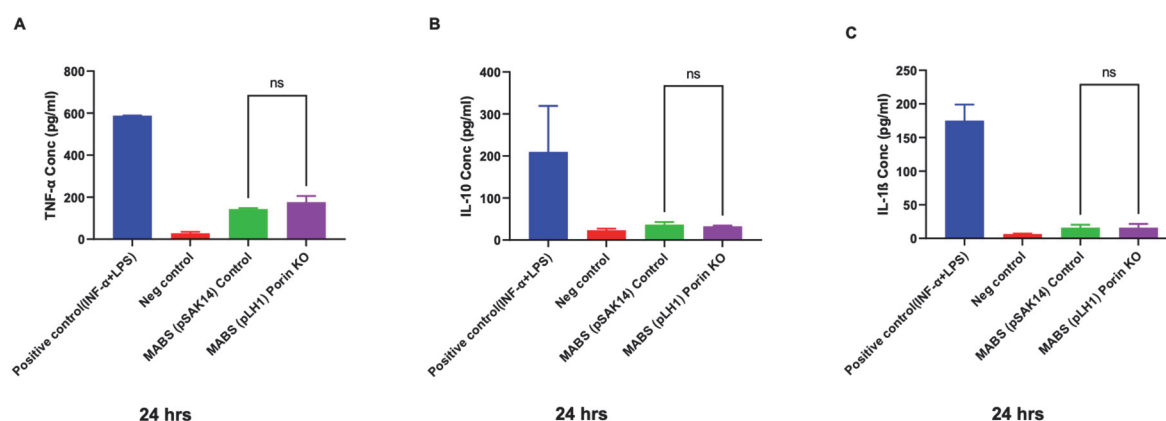 A
TNF-α Conc (pg/ml)
800
600
400
200
0
ns
Positive control(INF-α+LPS)
Neg control
MABS (pSAK14) Control
MABS (pLH1) Porin KO
24 hrs
B
IL-10 Conc (pg/ml)
400
300
200
100
0
ns
Positive control(INF-α+LPS)
Neg control
MABS (pSAK14) Control
MABS (pLH1) Porin KO
24 hrs
C
IL-1ß Conc (pg/ml)
250
200
150
100
50
0
ns
Positive control(INF-α+LPS)
Neg control
MABS (pSAK14) Control
MABS (pLH1) Porin KO
24 hrs